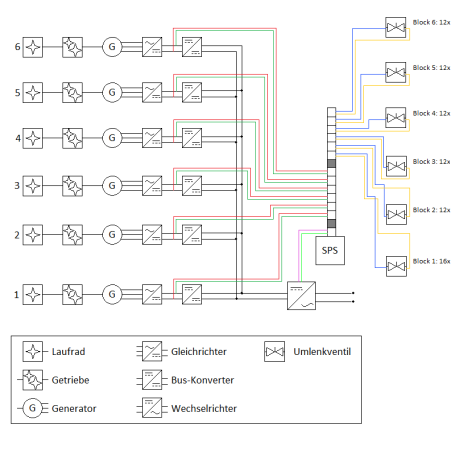 Block 6: 12x
6
G
Block 5: 12x
5
G
Block 4: 12x
4
G
Block 3: 12x
3
G
Block 2: 12x
2
G
SPS
Block 1: 16x
1
G
Laufrad
Gleichrichter
Umlenkventil
Getriebe
Bus-Konverter
G
Generator
Wechselrichter